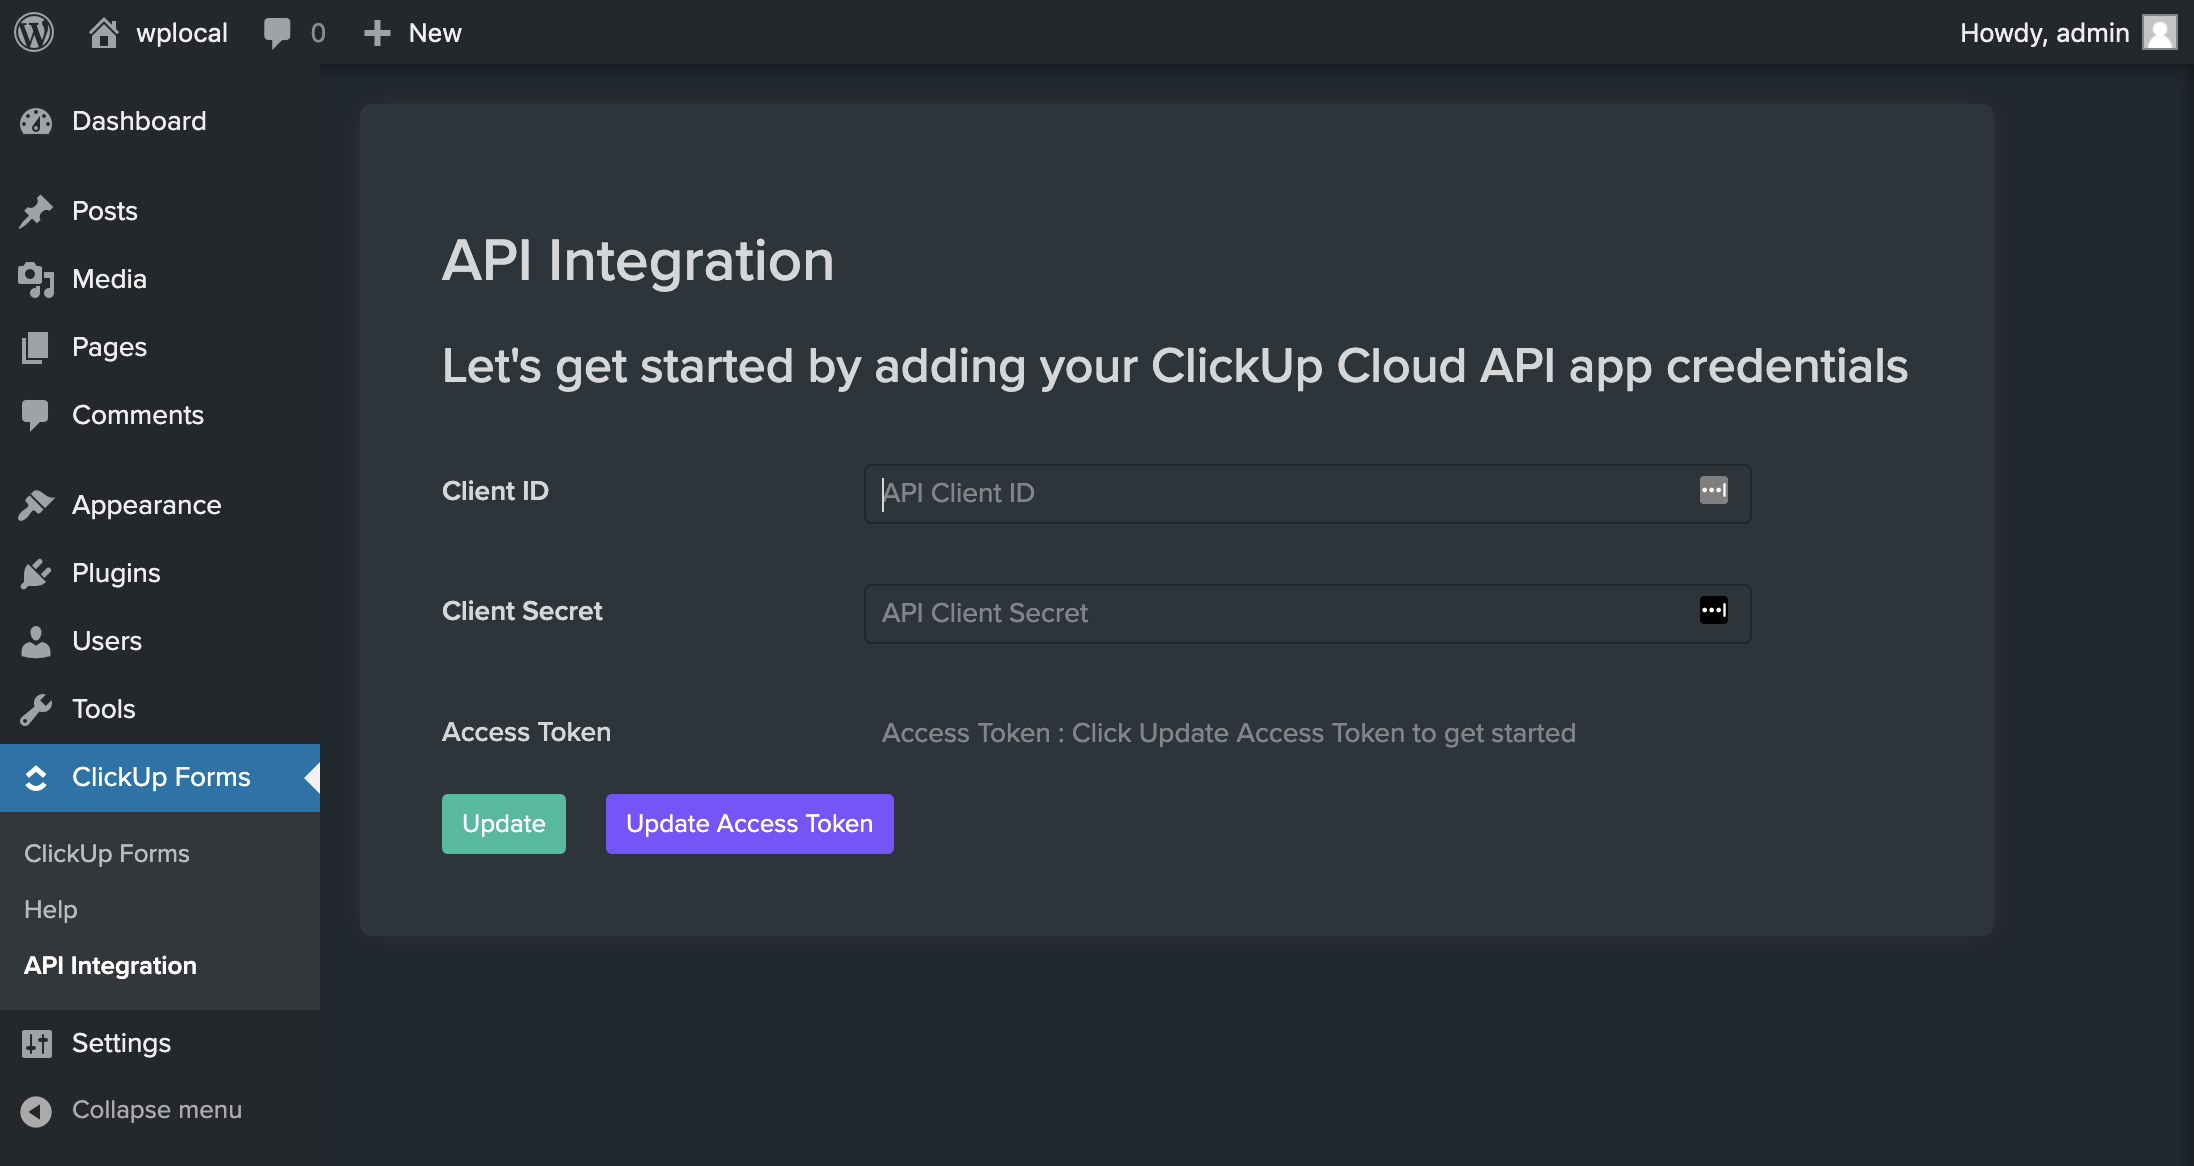 wplocal
0
New
Howdy, admin
Dashboard
Posts
Media
Pages
Comments
Appearance
Plugins
Users
Tools
ClickUp Forms
ClickUp Forms
Help
API Integration
Settings
Collapse menu
API Integration
Let's get started by adding your ClickUp Cloud API app credentials
Client ID
API Client ID
Client Secret
API Client Secret
Access Token
Access Token : Click Update Access Token to get started
Update
Update Access Token